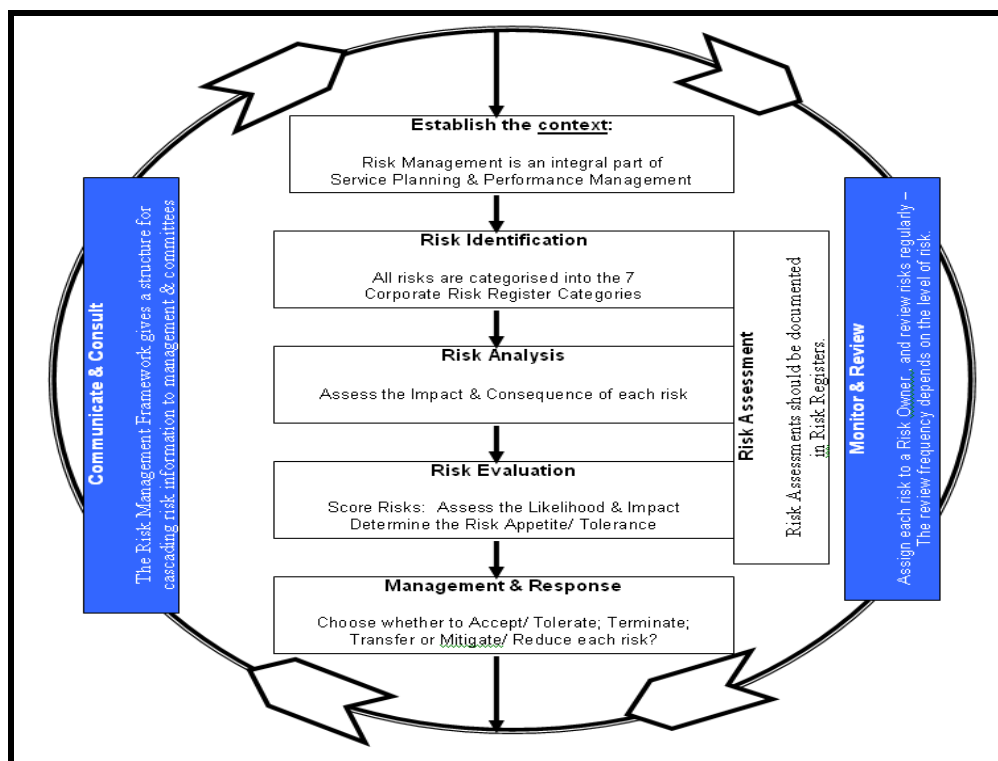 Establish the context:
Risk Management is an integral part of
Service Planning & Performance Management
Risk Identification
All risks are categorised into the 7
Corporate Risk Register Categories
Risk Analysis
Assess the Impact & Consequence of each risk
Risk Evaluation
Score Risks: Assess the Likelihood & Impact
Determine the Risk Appetite/ Tolerance
Management & Response
Choose whether to Accept/ Tolerate; Terminate;
Transfer or Mitigate/ Reduce each risk?
Communicate & Consult
The Risk Management Framework gives a structure for
cascading risk information to management & committees
Risk Assessment
Risk Assessments should be documented
in Risk Registers.
Monitor & Review
Assign each risk to a Risk Owner , and review risks regularly –
The review frequency depends on the level of risk.